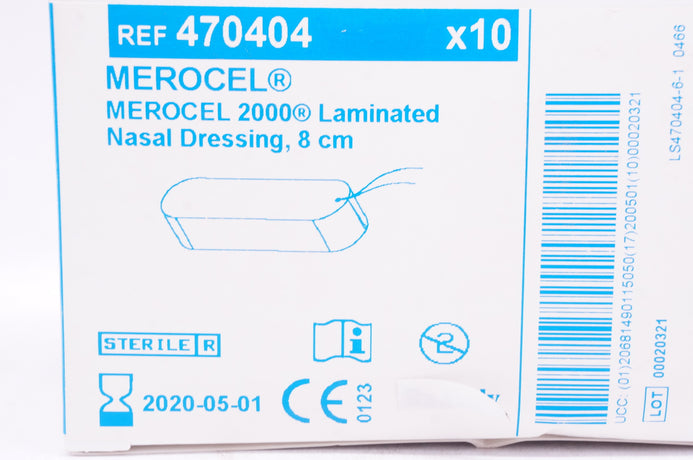 REF 470404 x10
MEROCEL®
MEROCEL 2000® Laminated
Nasal Dressing, 8 cm
STERILE R
2
2020-05-01
0123
UCC: (01)20681490115050(17)200501(10)00020321
LOT 00020321
LS470404-6-1 0466